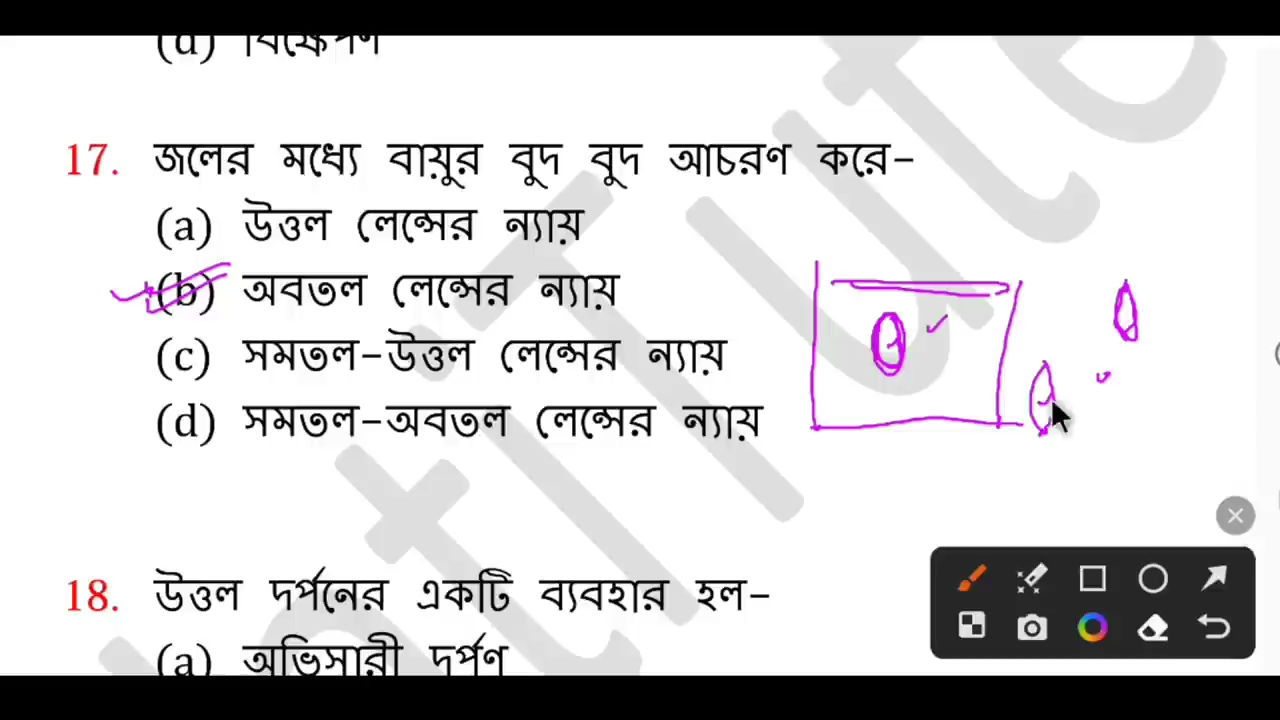 (d) বিক্ষেপণ
17. জলের মধ্যে বায়ুর বুদ বুদ আচরণ করে-
(a) উত্তল লেন্সের ন্যায়
(b) অবতল লেন্সের ন্যায়
(c) সমতল-উত্তল লেন্সের ন্যায়
(d) সমতল-অবতল লেন্সের ন্যায়
18. উত্তল দর্পনের একটি ব্যবহার হল-
(a) অভিসারী দর্পণ